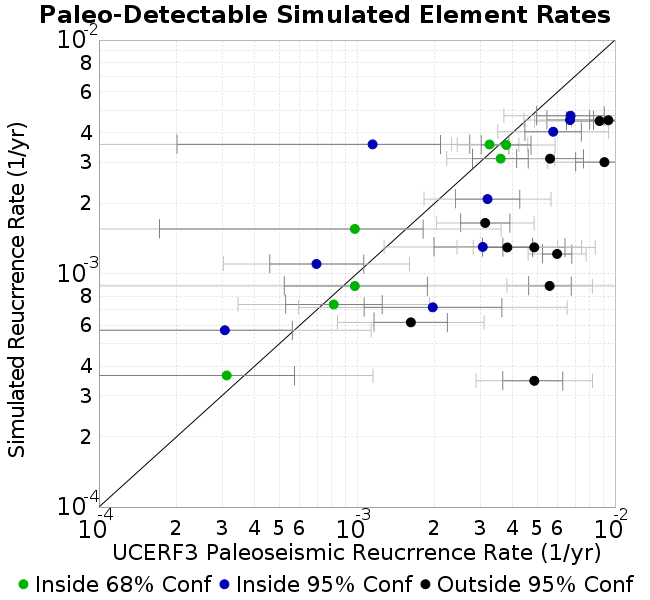 Paleo-Detectable Simulated Element Rates
10-2
8
6
4
3
2
10-3
8
6
4
3
2
10-4
Simulated Reucrrence Rate (1/yr)
10-4 2 3 4 5 6 10-3 2 3 4 5 6 10-2
UCERF3 Paleoseismic Reucrrence Rate (1/yr)
Inside 68% Conf Inside 95% Conf Outside 95% Conf